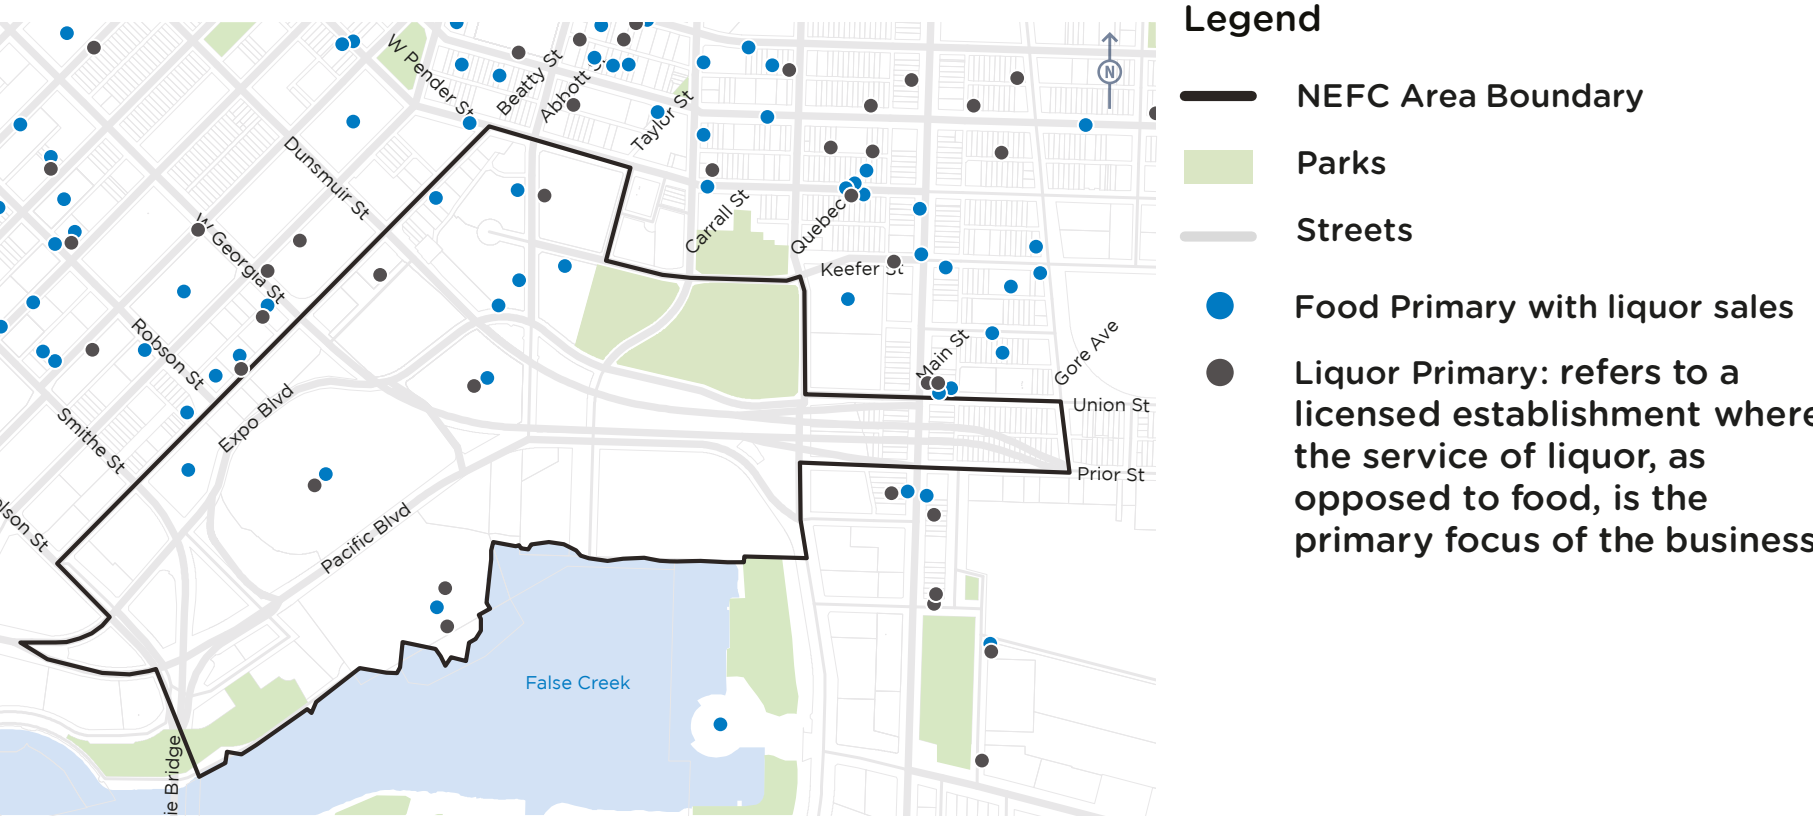 Legend
NEFC Area Boundary
Parks
Streets
Food Primary with liquor sales
Liquor Primary: refers to a
licensed establishment where
the service of liquor, as
opposed to food, is the
primary focus of the business
N
W Pender St
Beatty St
Abbott
Taylor St
Dunsmuir St
W Georgia St
Carrall St
Quebec
Keefer St
Robson St
Main St
Gore Ave
Expo Blvd
Union St
Smithe St
Prior St
olson St
Pacific Blvd
False Creek
ie Bridge